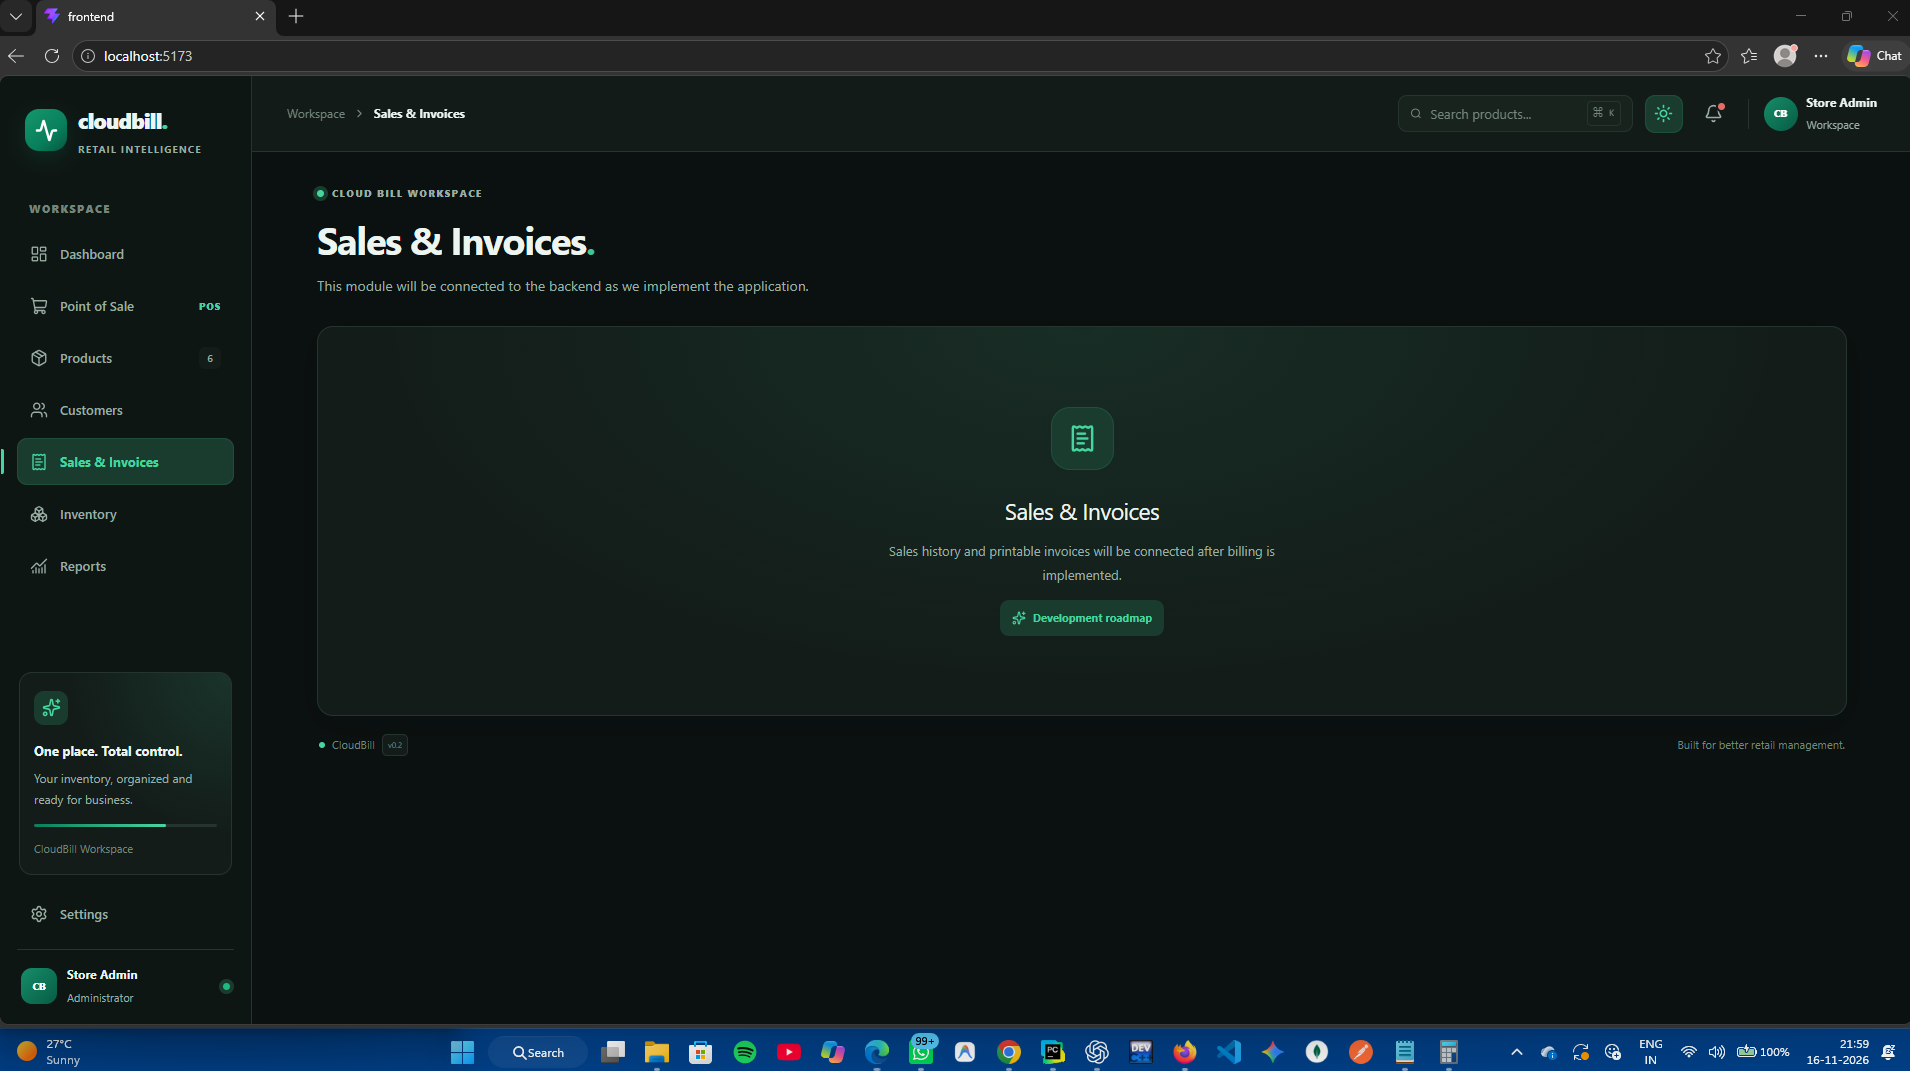 frontend
localhost:5173
Chat
cloudbill.
RETAIL INTELLIGENCE
Workspace > Sales & Invoices
Search products...
⌘ K
CB
Store Admin
Workspace
WORKSPACE
Dashboard
Point of Sale POS
Products 6
Customers
Sales & Invoices
Inventory
Reports
One place. Total control.
Your inventory, organized and
ready for business.
CloudBill Workspace
Settings
CB
Store Admin
Administrator
CLOUD BILL WORKSPACE
Sales & Invoices.
This module will be connected to the backend as we implement the application.
Sales & Invoices
Sales history and printable invoices will be connected after billing is
implemented.
Development roadmap
CloudBill v0.2
Built for better retail management.
27°C
Sunny
Search
99+
PC
DEV
ENG
IN
100%
21:59
16-11-2026